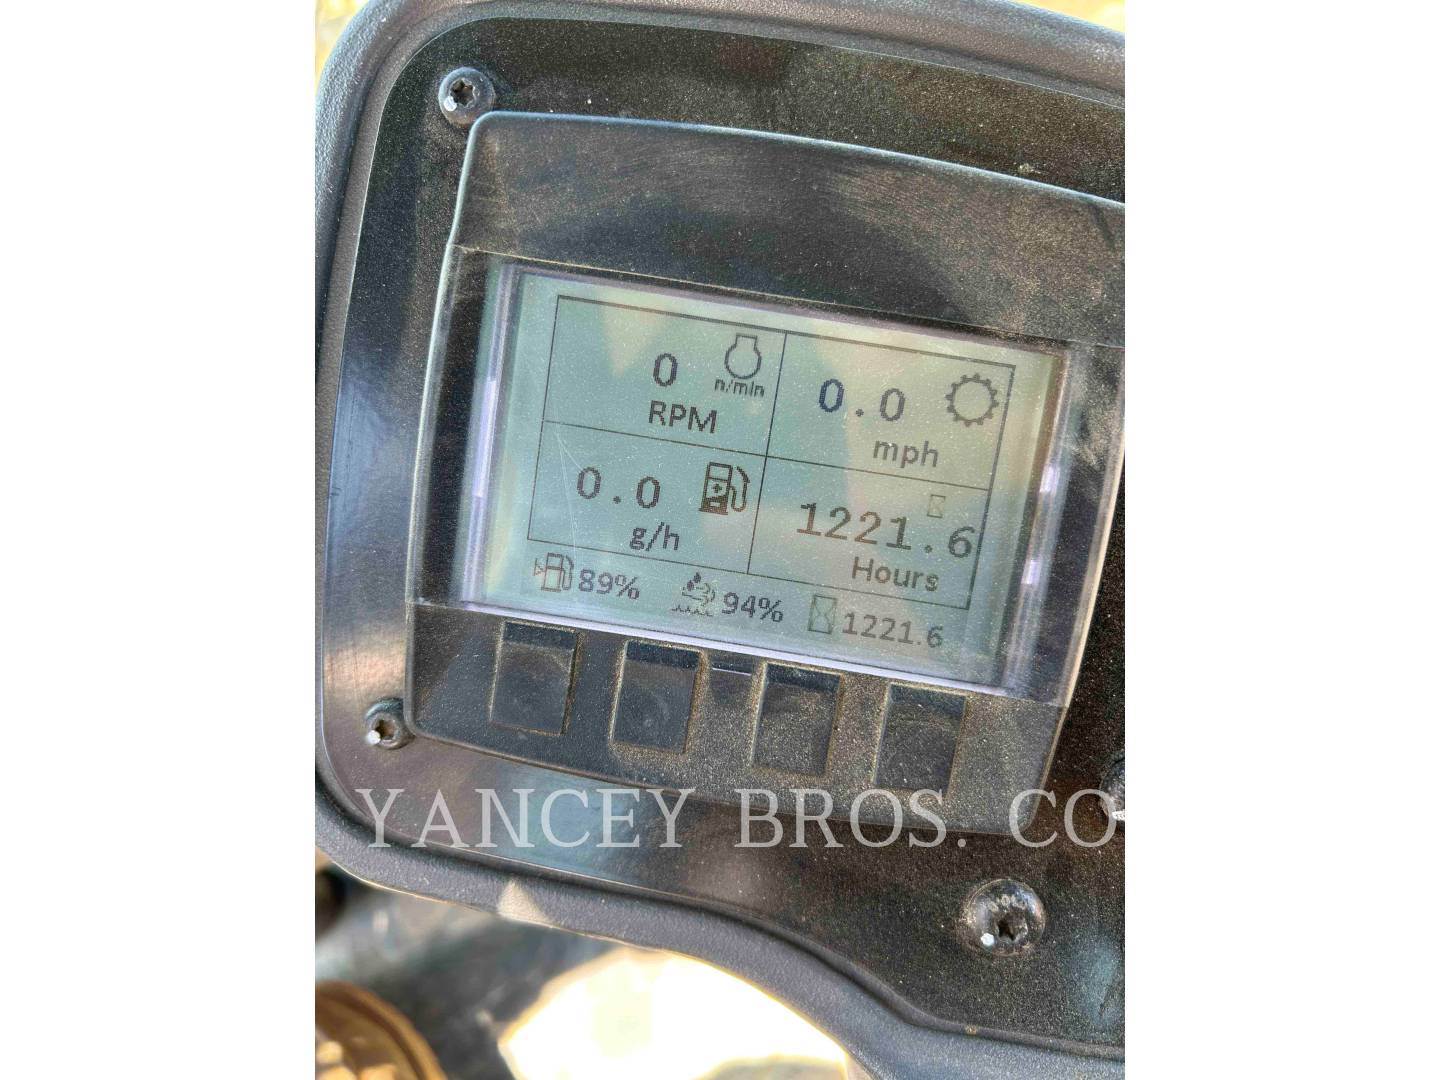 0 n/min 0.0
RPM mph
0.0 1221.6
g/h Hours
89% 94% 1221.6
YANCEY BROS. CO